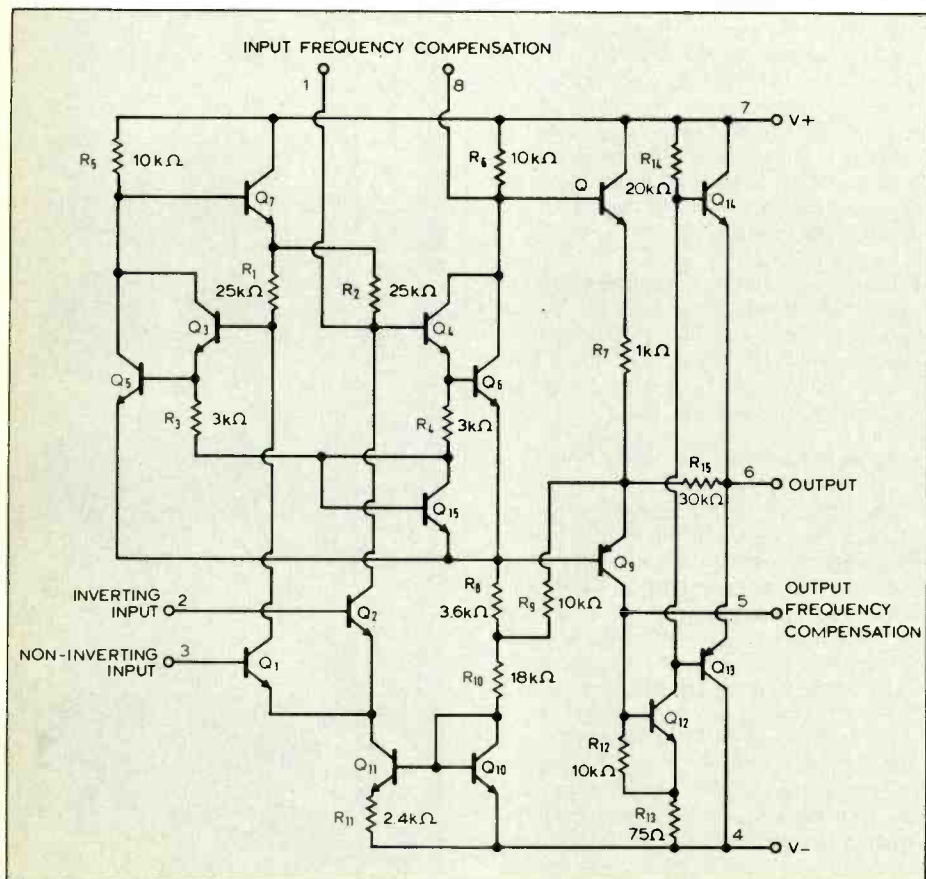 INPUT FREQUENCY COMPENSATION
1
8
7
V+
R5
10kΩ
R6
10kΩ
Q
R14
20kΩ
Q14
Q7
R1
25kΩ
R2
25kΩ
Q3
Q4
R7
1kΩ
Q5
Q6
R3
3kΩ
R4
3kΩ
R15
30kΩ
6
OUTPUT
Q15
Q9
R8
3.6kΩ
R9
10kΩ
5
OUTPUT
FREQUENCY
COMPENSATION
INVERTING
INPUT
2
Q2
NON-INVERTING
INPUT
3
Q1
R10
18kΩ
Q13
Q12
Q11
Q10
R12
10kΩ
R11
2.4kΩ
R13
75Ω
4
V-